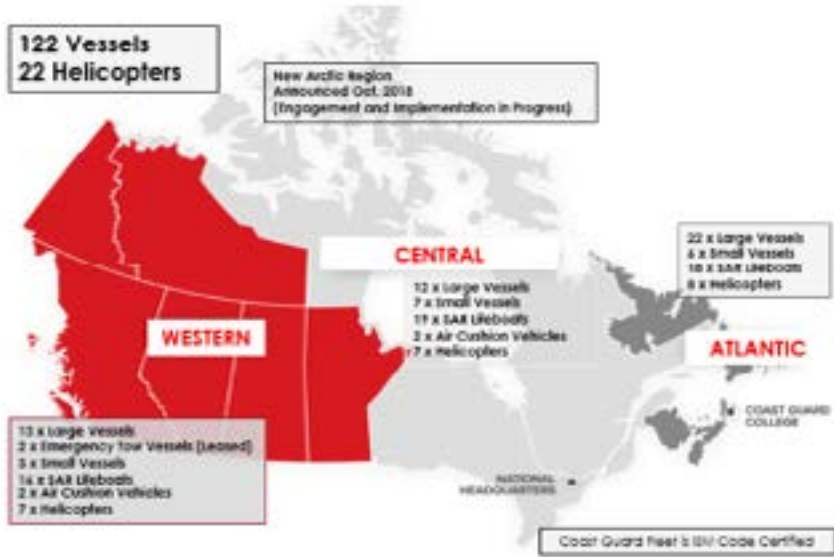 122 Vessels
22 Helicopters
New Arctic Region
Announced Oct. 2018
(Engagement and Implementation in Progress)
22 x Large Vessels
6 x Small Vessels
18 x SAR Lifeboats
8 x Helicopters
CENTRAL
12 x Large Vessels
7 x Small Vessels
19 x SAR Lifeboats
2 x Air Cushion Vehicles
7 x Helicopters
WESTERN
ATLANTIC
13 x Large Vessels
2 x Emergency Tow Vessels (Leased)
3 x Small Vessels
16 x SAR Lifeboats
2 x Air Cushion Vehicles
7 x Helicopters
COAST GUARD
COLLEGE
NATIONAL
HEADQUARTERS
Coast Guard Fleet is ISM Code Certified